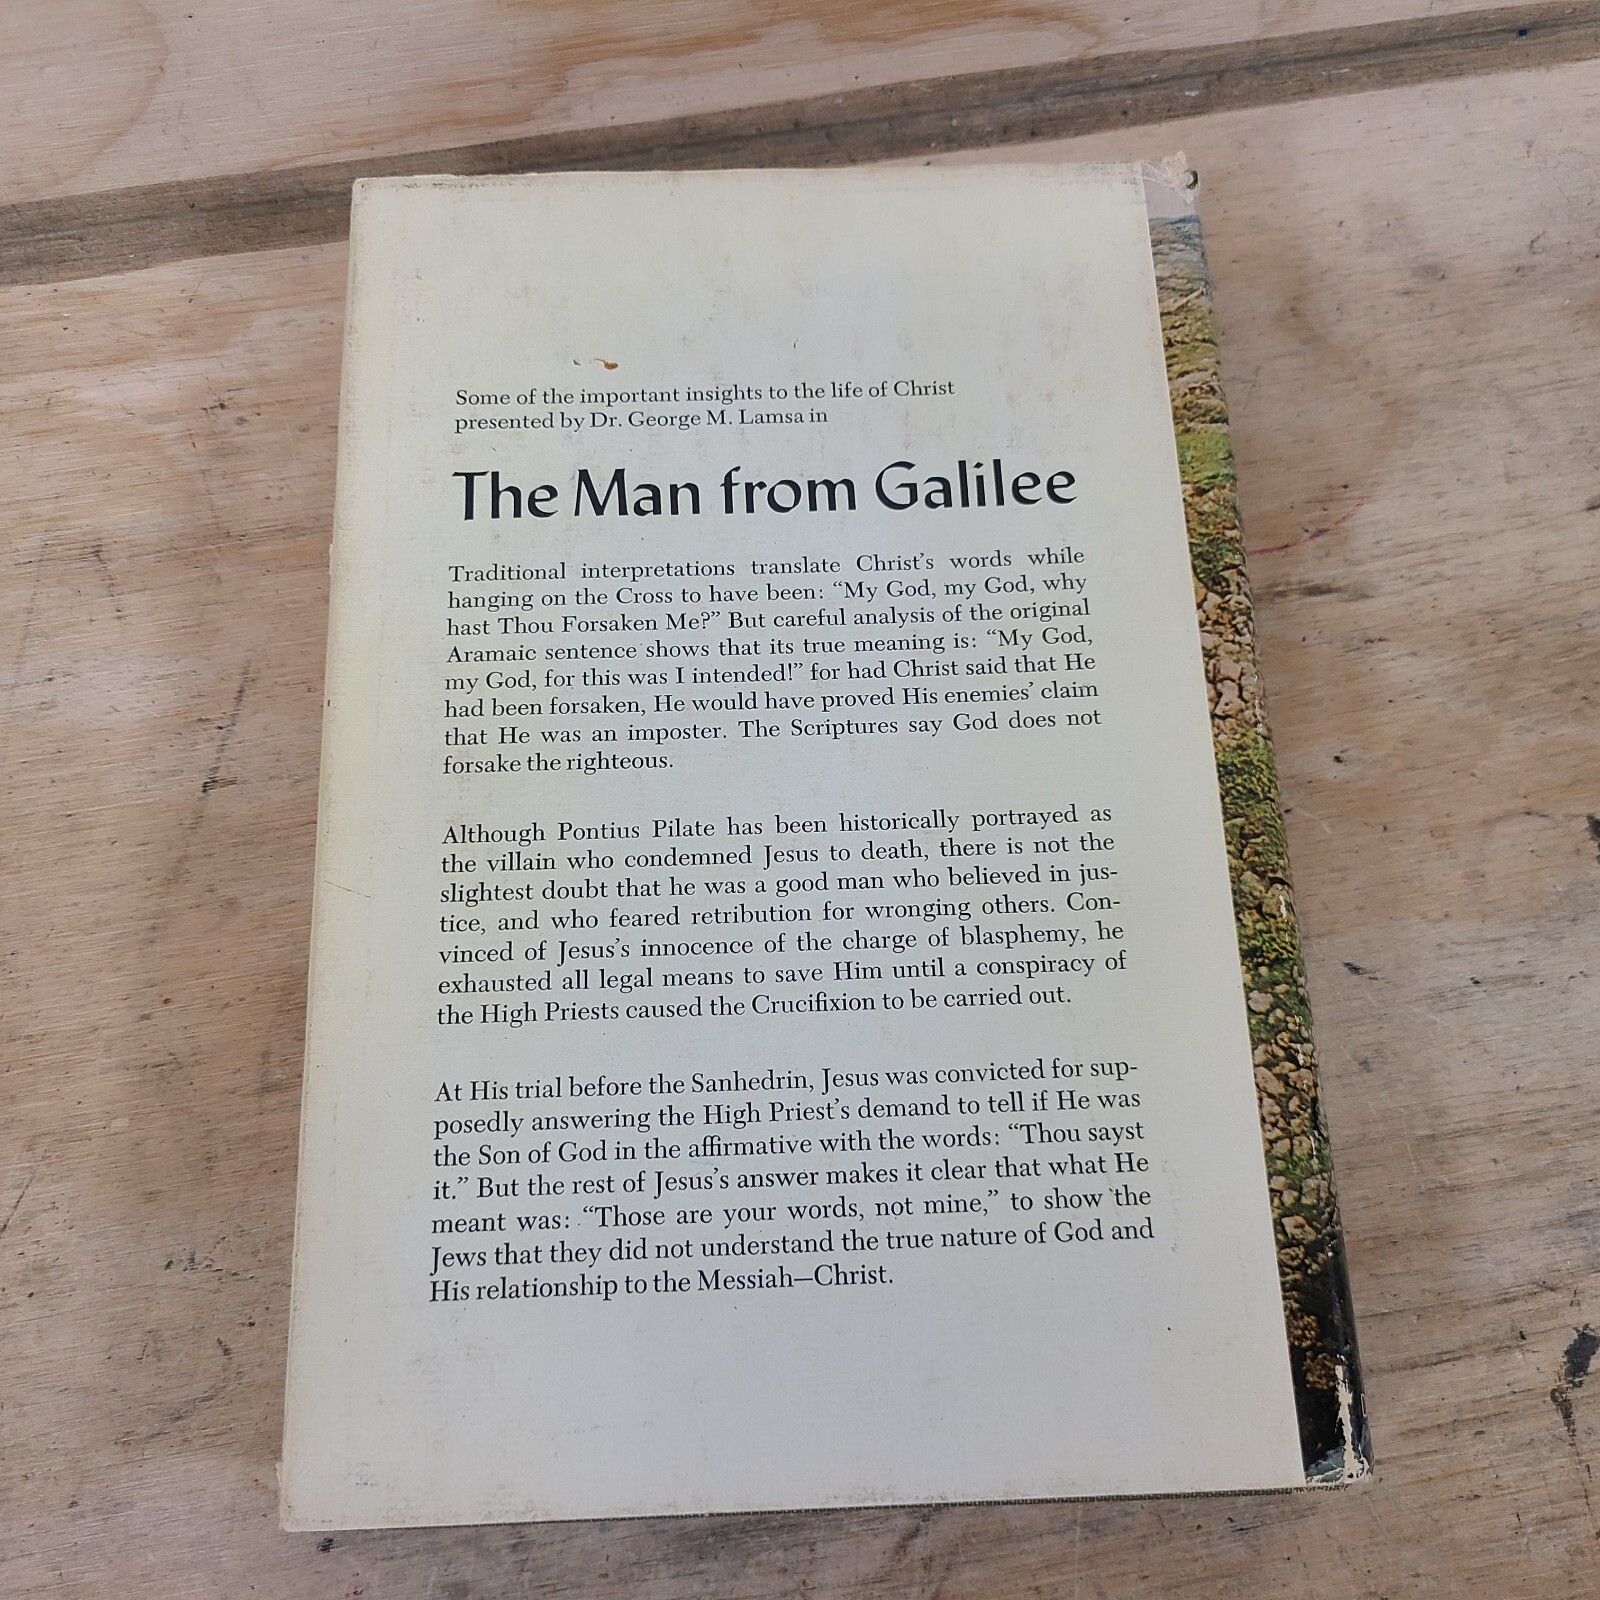 Some of the important insights to the life of Christ
presented by Dr. George M. Lamsa in
The Man from Galilee
Traditional interpretations translate Christ's words while
hanging on the Cross to have been: “My God, my God, why
hast Thou Forsaken Me?” But careful analysis of the original
Aramaic sentence shows that its true meaning is: “My God,
my God, for this was I intended!” for had Christ said that He
had been forsaken, He would have proved His enemies’ claim
that He was an imposter. The Scriptures say God does not
forsake the righteous.
Although Pontius Pilate has been historically portrayed as
the villain who condemned Jesus to death, there is not the
slightest doubt that he was a good man who believed in jus-
tice, and who feared retribution for wronging others. Con-
vinced of Jesus’s innocence of the charge of blasphemy, he
exhausted all legal means to save Him until a conspiracy of
the High Priests caused the Crucifixion to be carried out.
At His trial before the Sanhedrin, Jesus was convicted for sup-
posedly answering the High Priest’s demand to tell if He was
the Son of God in the affirmative with the words: “Thou sayst
it.” But the rest of Jesus’s answer makes it clear that what He
meant was: “Those are your words, not mine,” to show the
Jews that they did not understand the true nature of God and
His relationship to the Messiah—Christ.